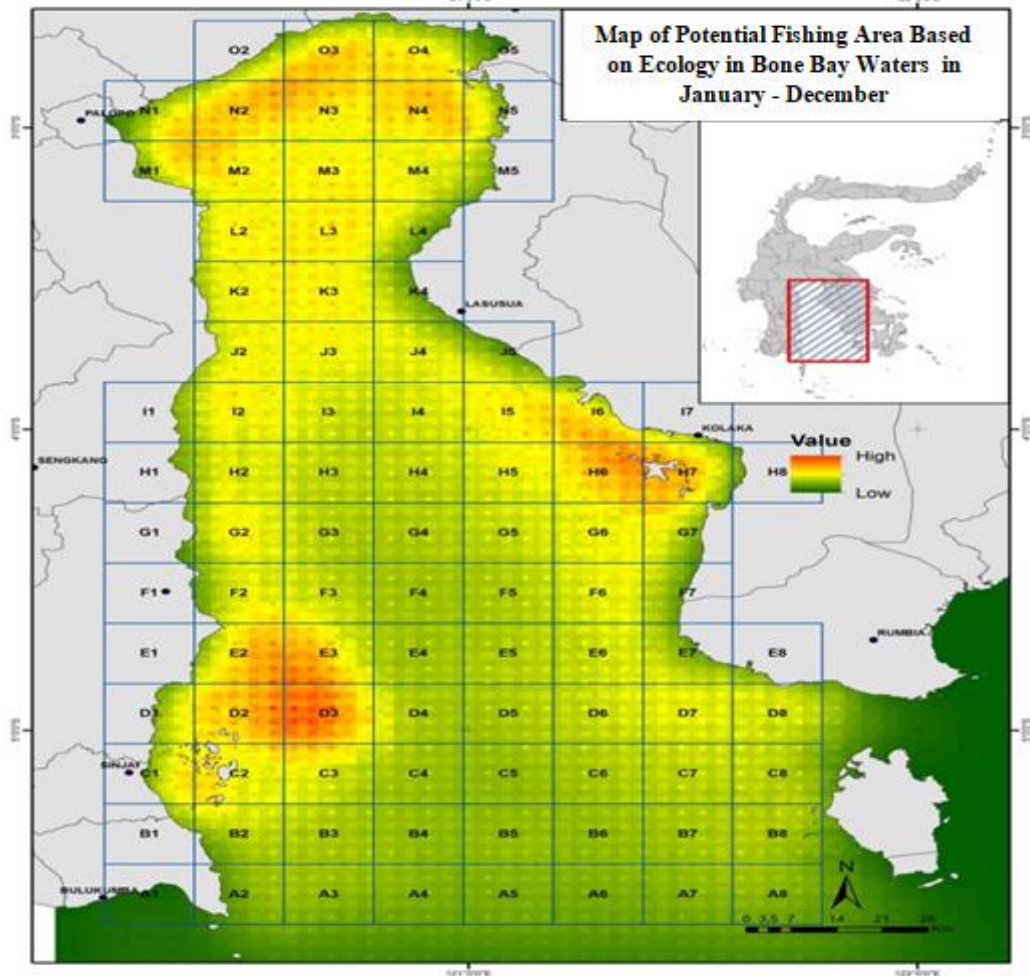 Map of Potential Fishing Area Based
on Ecology in Bone Bay Waters in
January - December
O2 O3 O4 O5
N1 N2 N3 N4 N5
PALOPO
M1 M2 M3 M5
L2 L3 L4
K2 K3 K4
LASUSUA
J2 J3 J4 J5
I1 I2 I3 I4 I5 I6 I7
KOLAKA
Value
High
Low
SENGKANG
H1 H2 H3 H4 H5 H6 H7 H8
G1 G2 G3 G4 G5 G6 G7
F1 F2 F3 F4 F5 F6 F7
RUMBIA
E1 E2 E3 E4 E5 E6 E7 E8
D1 D2 D3 D4 D5 D6 D7 D8
SINJAI
C1 C2 C3 C4 C5 C6 C7 C8
B1 B2 B3 B4 B5 B6 B7 B8
N
BULUKUMBA
A1 A2 A3 A4 A5 A6 A7 A8
0 3,5 7 14 21 28